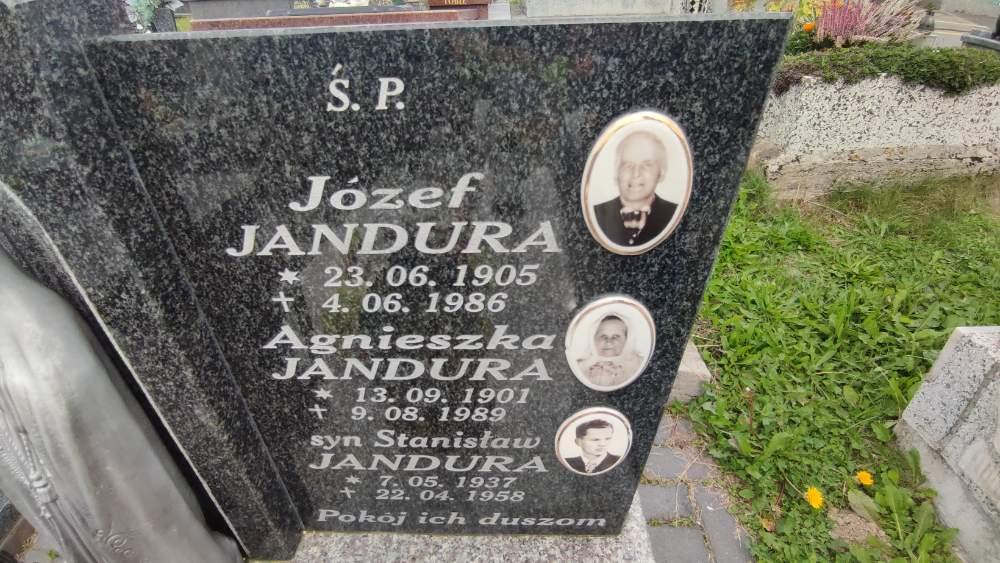 Ś. P.
Józef
JANDURA
* 23. 06. 1905
✝ 4. 06. 1986
Agnieszka
JANDURA
* 13. 09. 1901
✝ 9. 08. 1989
syn Stanisław
JANDURA
* 7. 05. 1937
✝ 22. 04. 1958
Pokój ich duszom